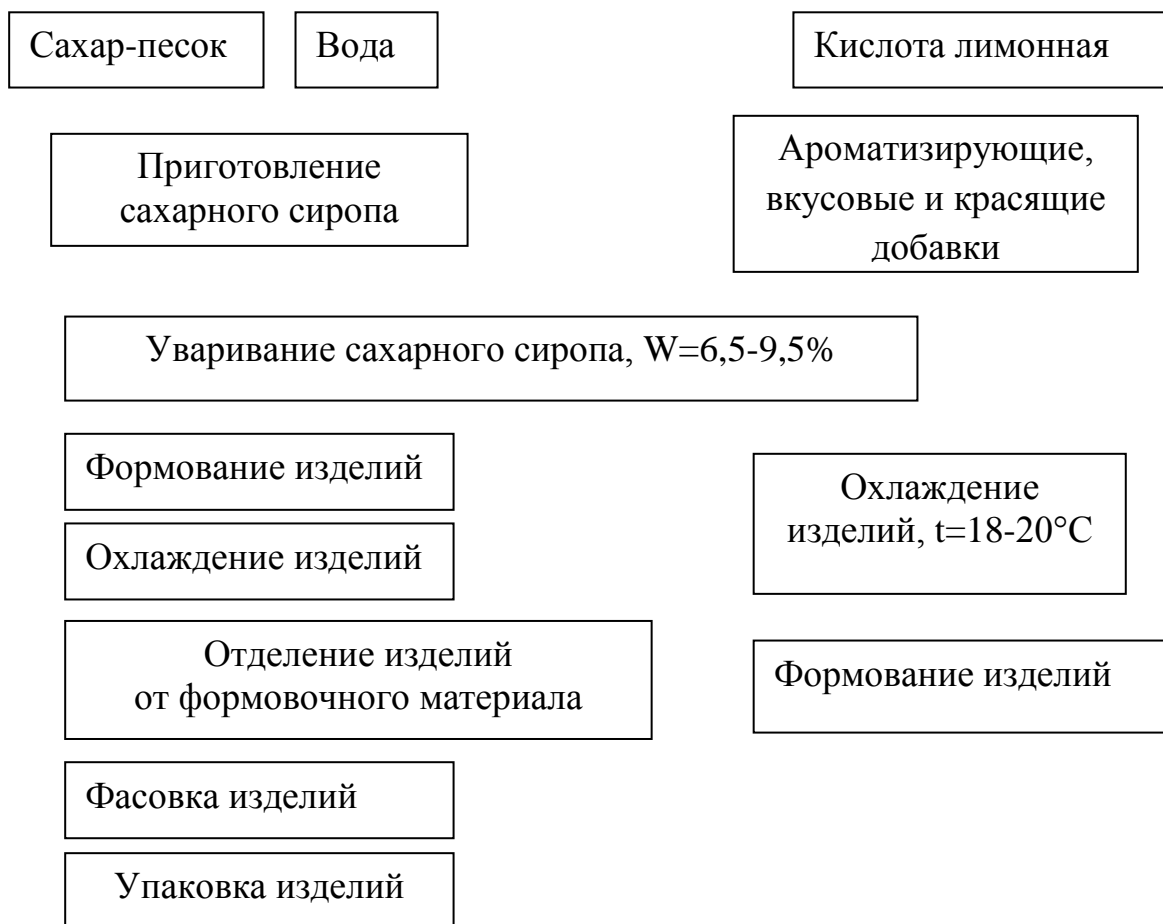 Сахар-песок
Вода
Кислота лимонная
Приготовление
сахарного сиропа
Ароматизирующие,
вкусовые и красящие
добавки
Уваривание сахарного сиропа, W=6,5-9,5%
Формование изделий
Охлаждение изделий
Охлаждение
изделий, t=18-20°C
Отделение изделий
от формовочного материала
Формование изделий
Фасовка изделий
Упаковка изделий